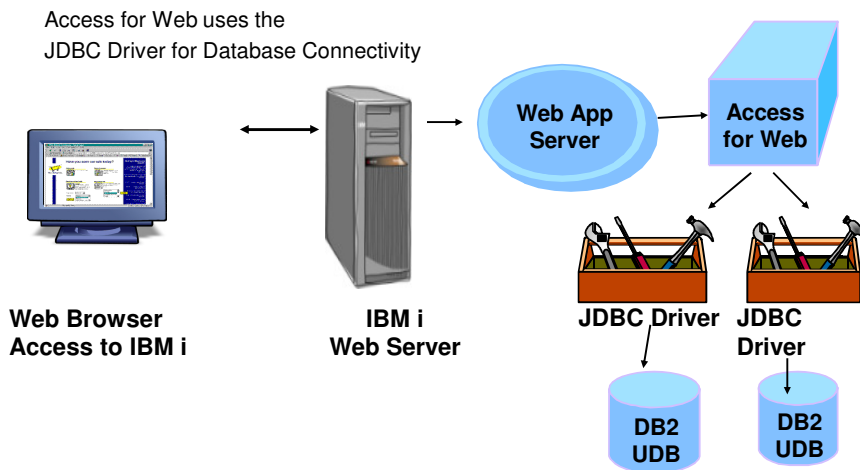 Access for Web uses the
JDBC Driver for Database Connectivity
Web App
Server
Access
for Web
Web Browser
Access to IBM i
IBM i
Web Server
JDBC Driver
JDBC
Driver
DB2
UDB
DB2
UDB